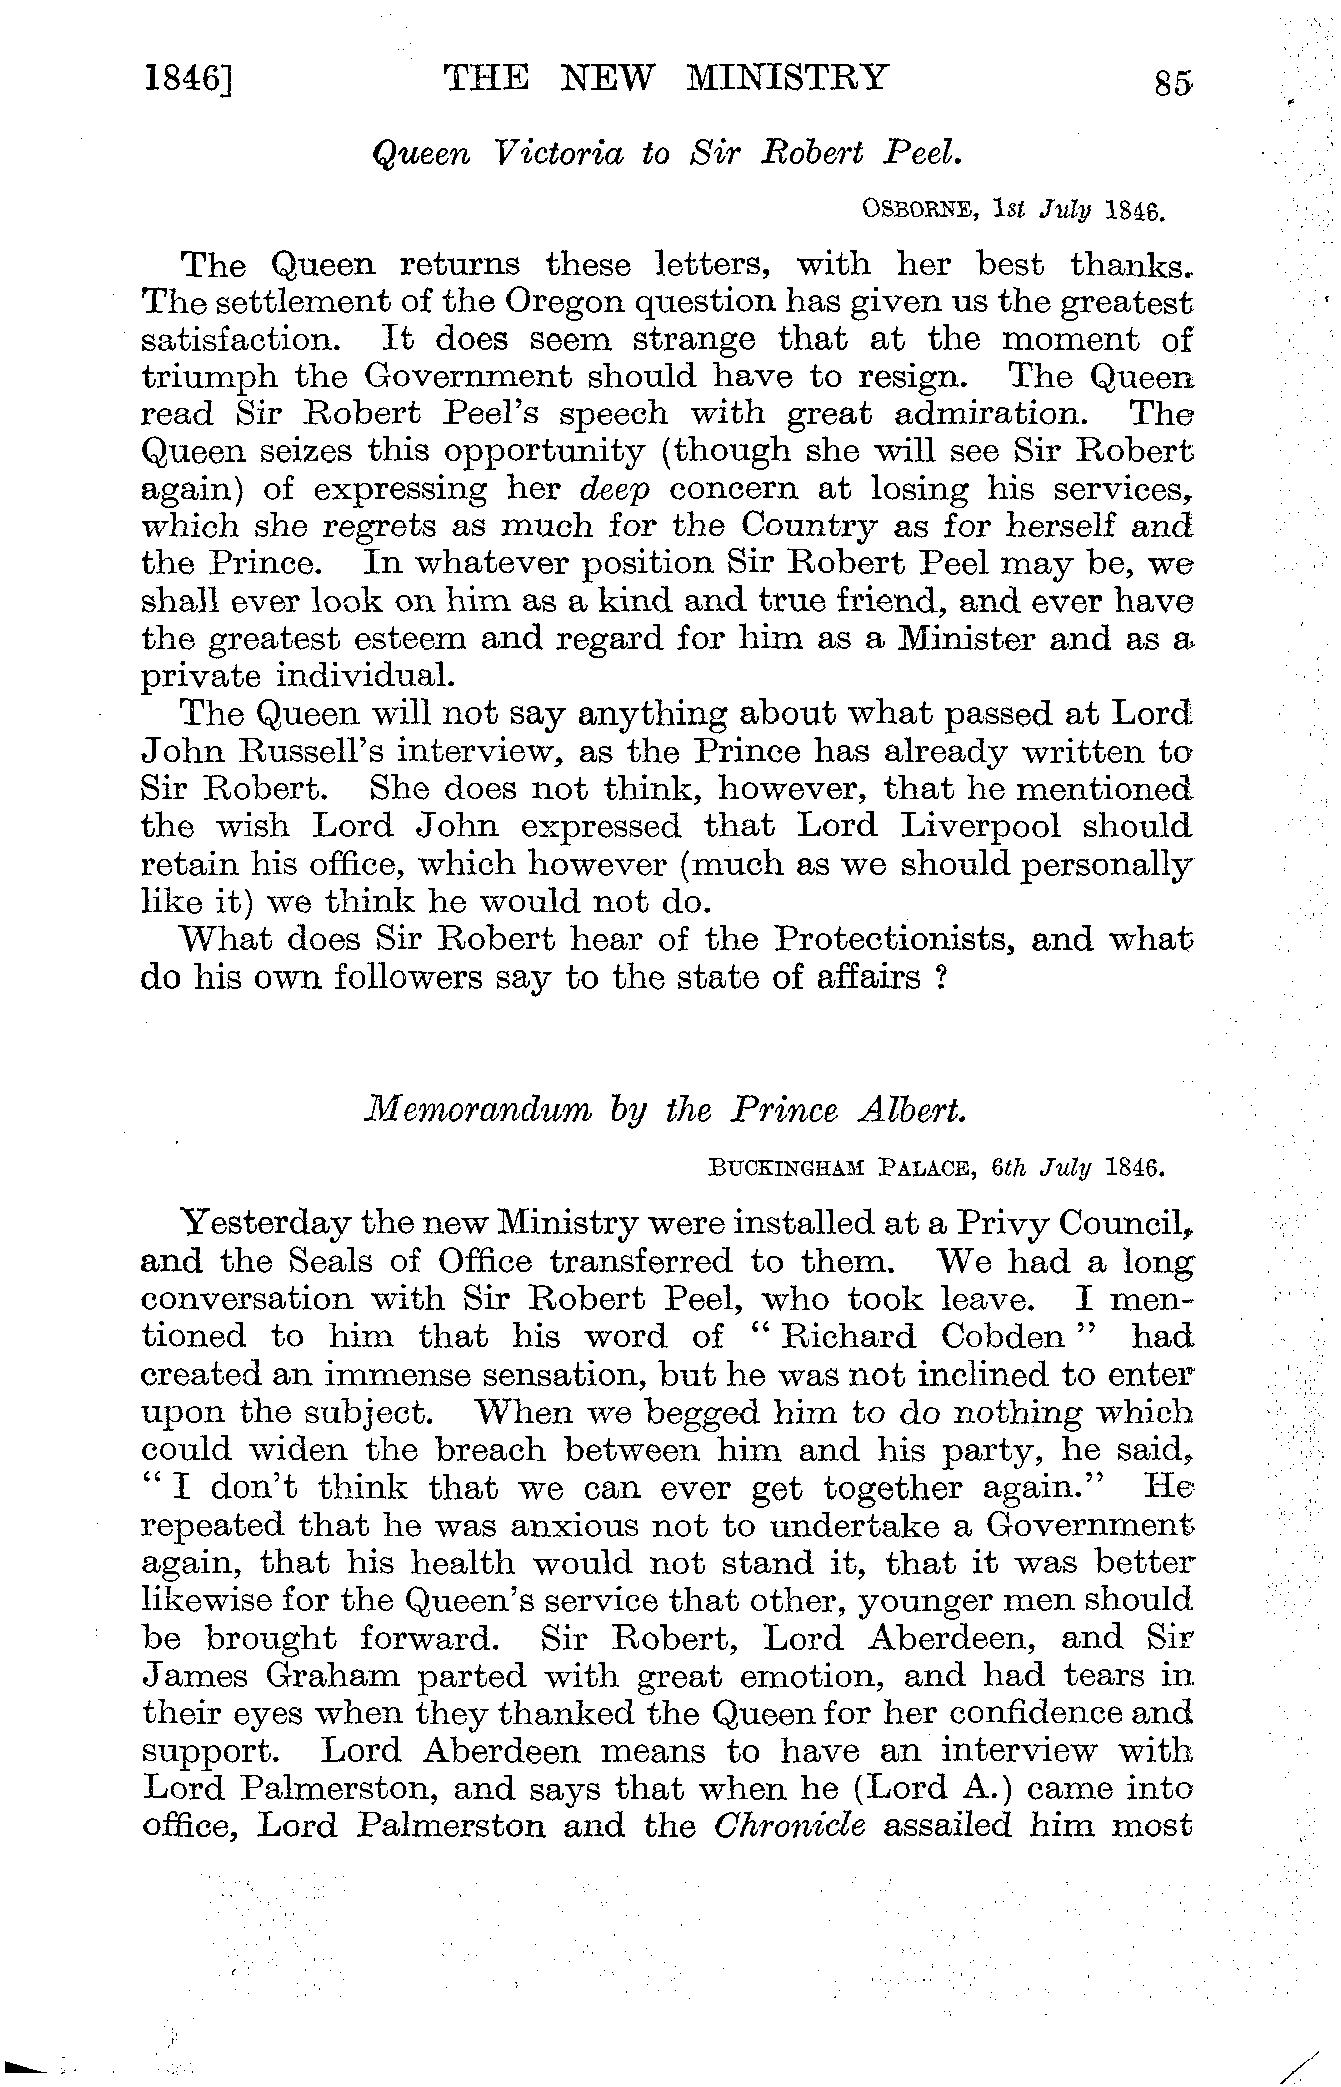 1846] THE NEW MINISTRY 85
Queen Victoria to Sir Robert Peel.
OSBORNE, 1st July 1846.
The Queen returns these letters, with her best thanks.
The settlement of the Oregon question has given us the greatest
satisfaction. It does seem strange that at the moment of
triumph the Government should have to resign. The Queen
read Sir Robert Peel's speech with great admiration. The
Queen seizes this opportunity (though she will see Sir Robert
again) of expressing her deep concern at losing his services,
which she regrets as much for the Country as for herself and
the Prince. In whatever position Sir Robert Peel may be, we
shall ever look on him as a kind and true friend, and ever have
the greatest esteem and regard for him as a Minister and as a
private individual.
The Queen will not say anything about what passed at Lord
John Russell's interview, as the Prince has already written to
Sir Robert. She does not think, however, that he mentioned
the wish Lord John expressed that Lord Liverpool should
retain his office, which however (much as we should personally
like it) we think he would not do.
What does Sir Robert hear of the Protectionists, and what
do his own followers say to the state of affairs ?
Memorandum by the Prince Albert.
BUCKINGHAM PALACE, 6th July 1846.
Yesterday the new Ministry were installed at a Privy Council,
and the Seals of Office transferred to them. We had a long
conversation with Sir Robert Peel, who took leave. I men-
tioned to him that his word of " Richard Cobden " had
created an immense sensation, but he was not inclined to enter
upon the subject. When we begged him to do nothing which
could widen the breach between him and his party, he said,
" I don't think that we can ever get together again." He
repeated that he was anxious not to undertake a Government
again, that his health would not stand it, that it was better
likewise for the Queen's service that other, younger men should
be brought forward. Sir Robert, Lord Aberdeen, and Sir
James Graham parted with great emotion, and had tears in
their eyes when they thanked the Queen for her confidence and
support. Lord Aberdeen means to have an interview with
Lord Palmerston, and says that when he (Lord A.) came into
office, Lord Palmerston and the Chronicle assailed him most